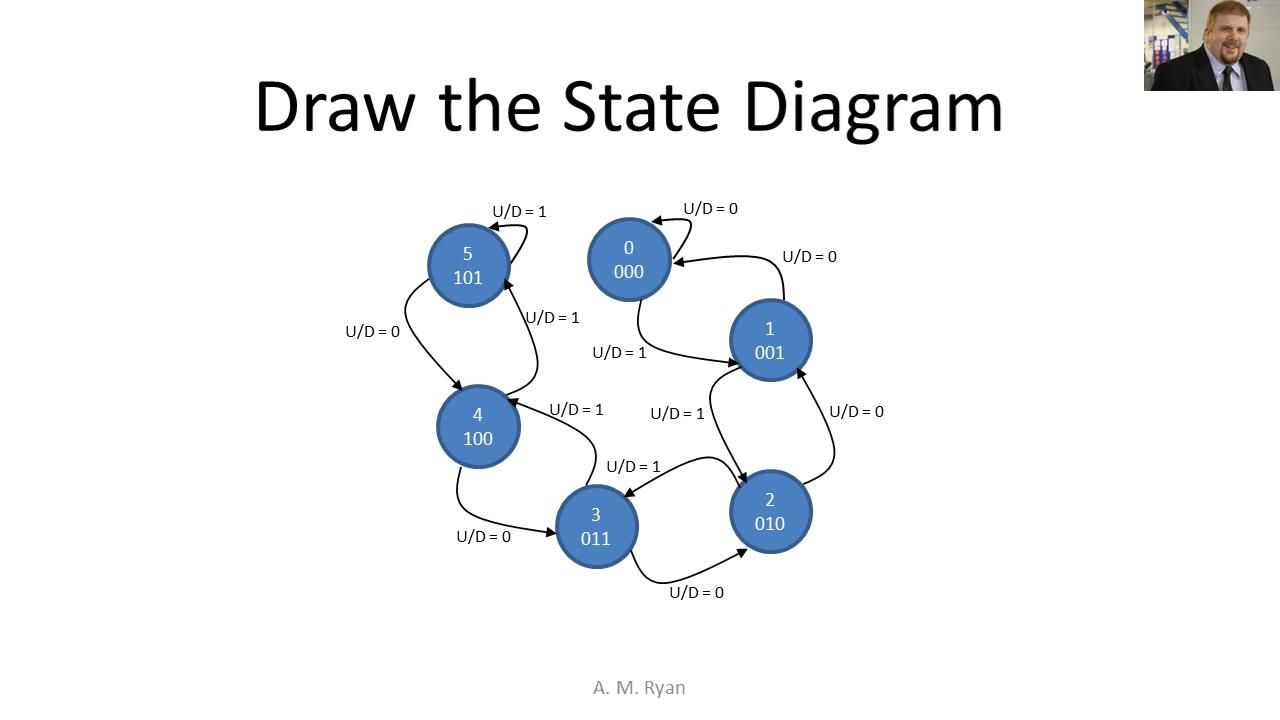 Draw the State Diagram
U/D = 1
U/D = 0
5
101
0
000
U/D = 0
U/D = 1
U/D = 0
1
001
U/D = 1
U/D = 1
U/D = 1
U/D = 0
4
100
U/D = 1
3
011
2
010
U/D = 0
U/D = 0
A. M. Ryan